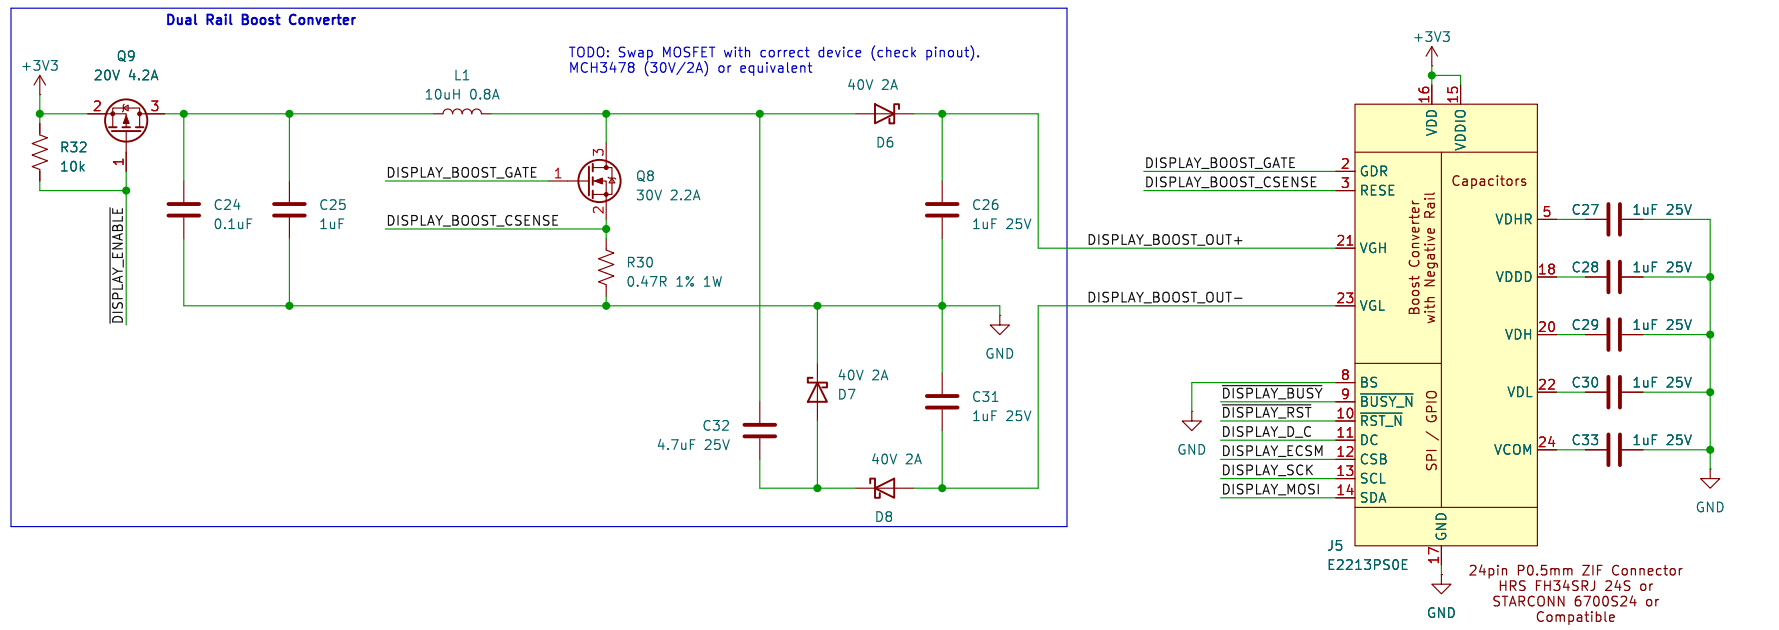 Dual Rail Boost Converter
TODO: Swap MOSFET with correct device (check pinout).
MCH3478 (30V/2A) or equivalent
+3V3
Q9
20V 4.2A
2
3
1
R32
10k
DISPLAY_ENABLE
C24
0.1uF
C25
1uF
L1
10uH 0.8A
DISPLAY_BOOST_GATE
1
3
2
Q8
30V 2.2A
DISPLAY_BOOST_CSENSE
R30
0.47R 1% 1W
40V 2A
D6
C26
1uF 25V
GND
40V 2A
D7
C31
1uF 25V
C32
4.7uF 25V
40V 2A
D8
DISPLAY_BOOST_OUT+
DISPLAY_BOOST_OUT-
+3V3
16
15
VDD
VDDIO
DISPLAY_BOOST_GATE
2
GDR
DISPLAY_BOOST_CSENSE
3
RESE
21
VGH
23
VGL
Boost Converter
with Negative Rail
Capacitors
VDHR
5
C27
1uF 25V
VDDD
18
C28
1uF 25V
VDH
20
C29
1uF 25V
VDL
22
C30
1uF 25V
VCOM
24
C33
1uF 25V
GND
GND
8
BS
DISPLAY_BUSY
9
BUSY_N
DISPLAY_RST
10
RST_N
DISPLAY_D_C
11
DC
DISPLAY_ECSM
12
CSB
DISPLAY_SCK
13
SCL
DISPLAY_MOSI
14
SDA
SPI / GPIO
GND
17
GND
J5
E2213PS0E
24pin P0.5mm ZIF Connector
HRS FH34SRJ 24S or
STARCONN 6700S24 or
Compatible